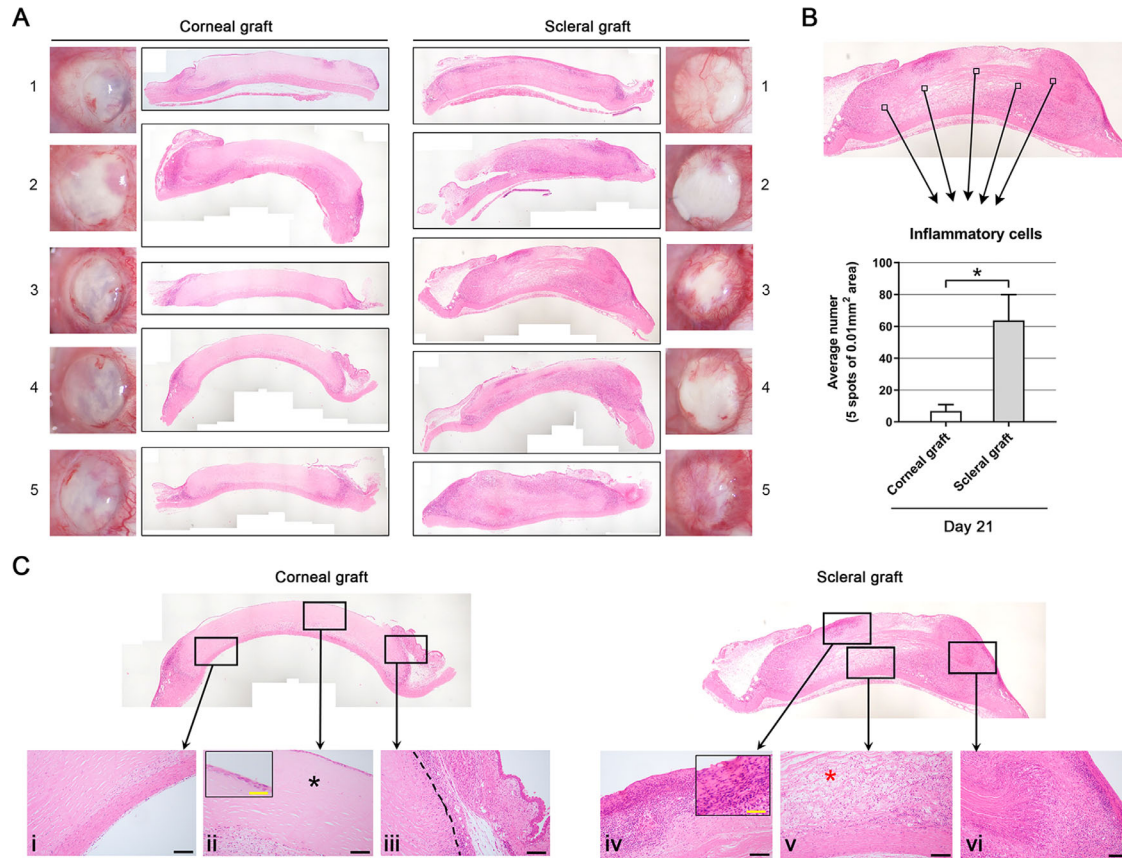 A
Corneal graft
Scleral graft
1
2
3
4
5
1
2
3
4
5
B
Inflammatory cells
Average numer
(5 spots of 0.01mm² area)
100
80
60
40
20
0
*
Corneal graft
Scleral graft
Day 21
C
Corneal graft
Scleral graft
*
*
i
ii
iii
iv
v
vi